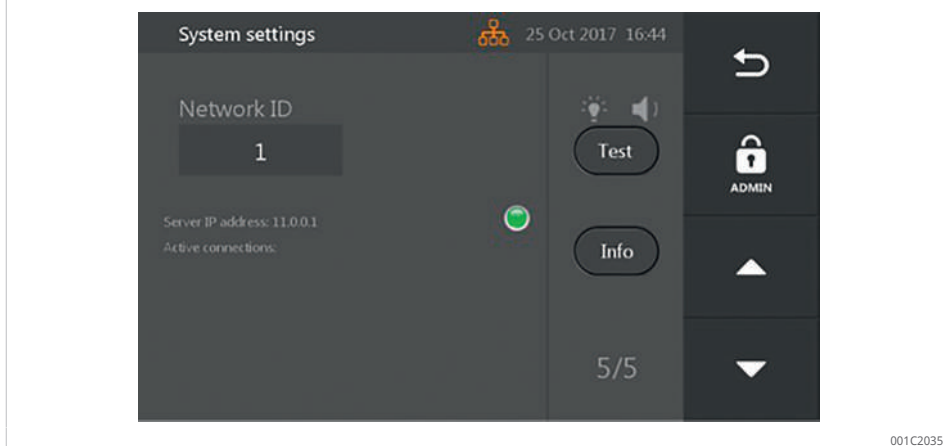 System settings 25 Oct 2017 16:44
Network ID
1
Test
ADMIN
Server IP address: 11.0.0.1
Active connections:
Info
5/5
001C2035